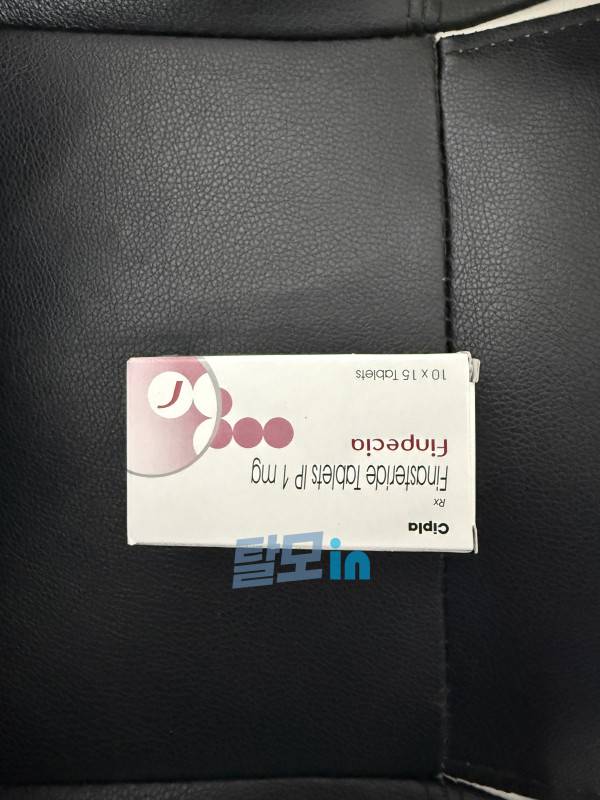 Cipla
Rx
Finasteride Tablets IP 1 mg
finpecia
10 x 15 Tablets
탈모in